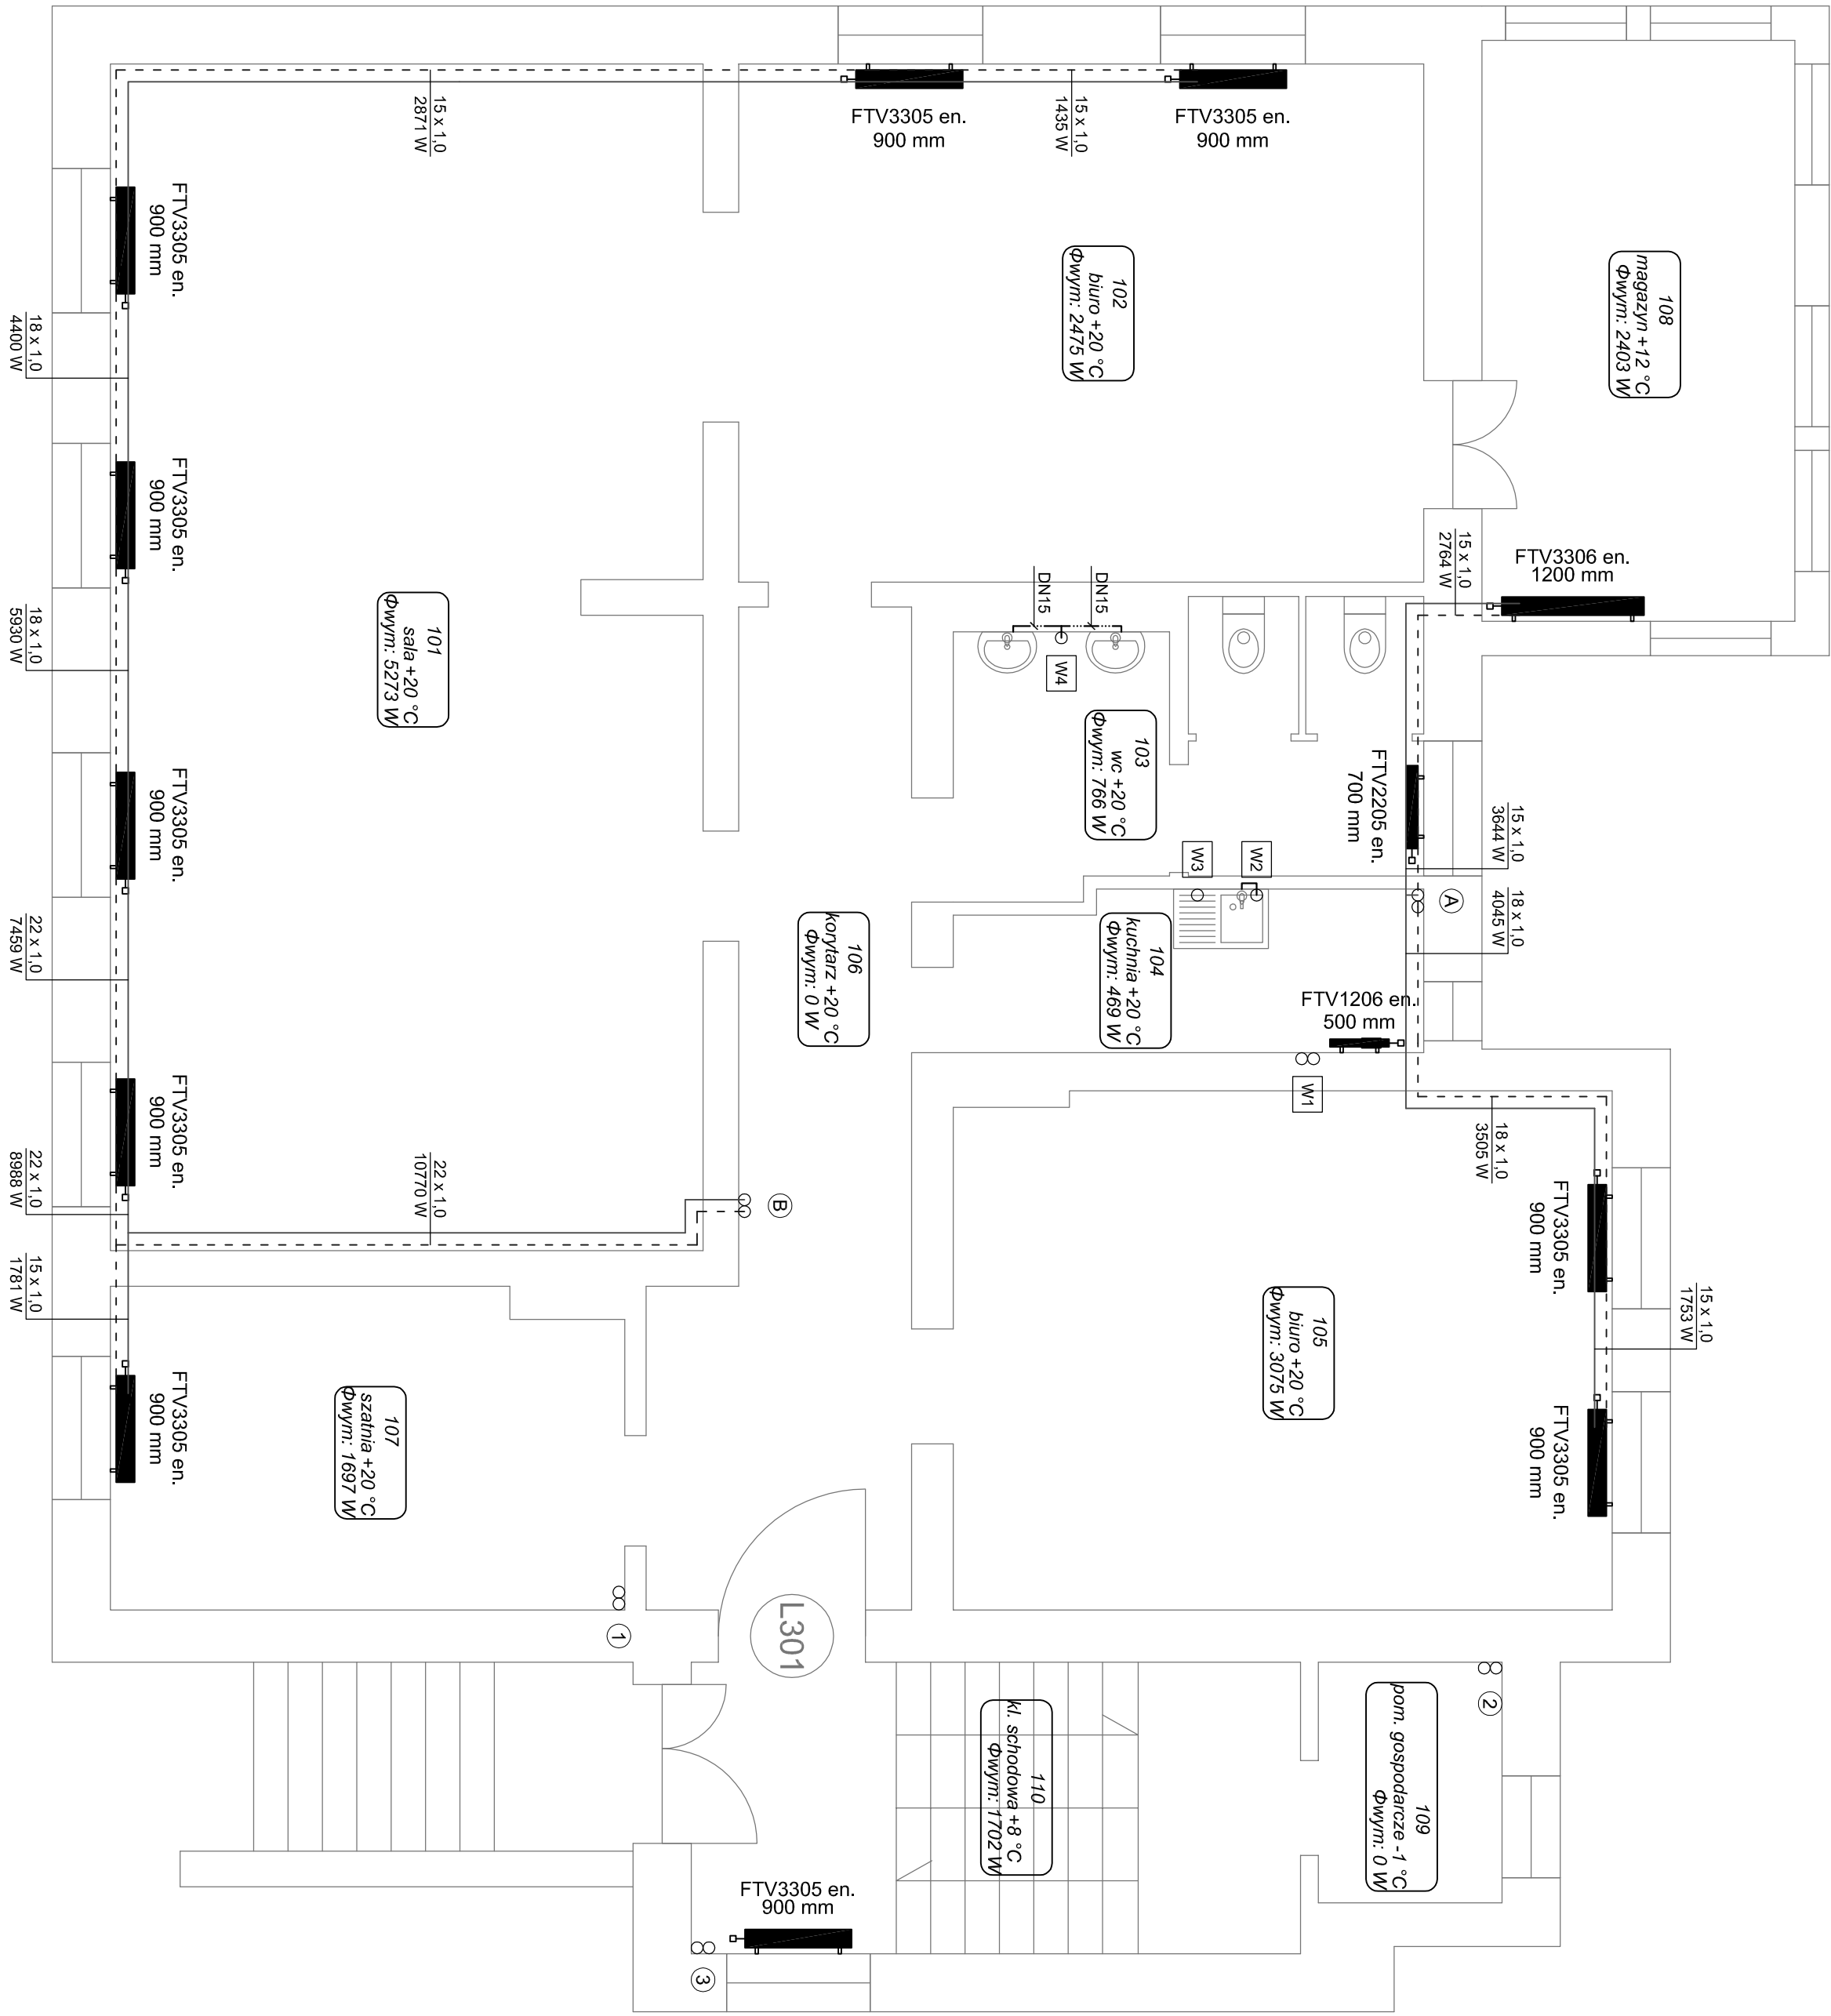 15 x 1,0
2871 W
FTV3305 en.
900 mm
15 x 1,0
1435 W
FTV3305 en.
900 mm
FTV3305 en.
900 mm
102
biuro +20 °C
Φwym: 2475 W
108
magazyn +12 °C
Φwym: 2403 W
18 x 1,0
4400 W
FTV3305 en.
900 mm
15 x 1,0
2764 W
FTV3306 en.
1200 mm
DN15
DN15
W4
101
sala +20 °C
Φwym: 5273 W
18 x 1,0
5930 W
103
wc +20 °C
Φwym: 766 W
FTV2205 en.
700 mm
15 x 1,0
3644 W
FTV3305 en.
900 mm
W3
W2
A
18 x 1,0
4045 W
22 x 1,0
7459 W
106
korytarz +20 °C
Φwym: 0 W
104
kuchnia +20 °C
Φwym: 469 W
FTV1206 en.
500 mm
W1
FTV3305 en.
900 mm
18 x 1,0
3505 W
22 x 1,0
8988 W
22 x 1,0
10770 W
B
FTV3305 en.
900 mm
15 x 1,0
1781 W
105
biuro +20 °C
Φwym: 3075 W
15 x 1,0
1753 W
FTV3305 en.
900 mm
107
szatnia +20 °C
Φwym: 1697 W
FTV3305 en.
900 mm
1
L301
2
110
kl. schodowa +8 °C
Φwym: 1702 W
109
pom. gospodarcze -1 °C
Φwym: 0 W
FTV3305 en.
900 mm
3